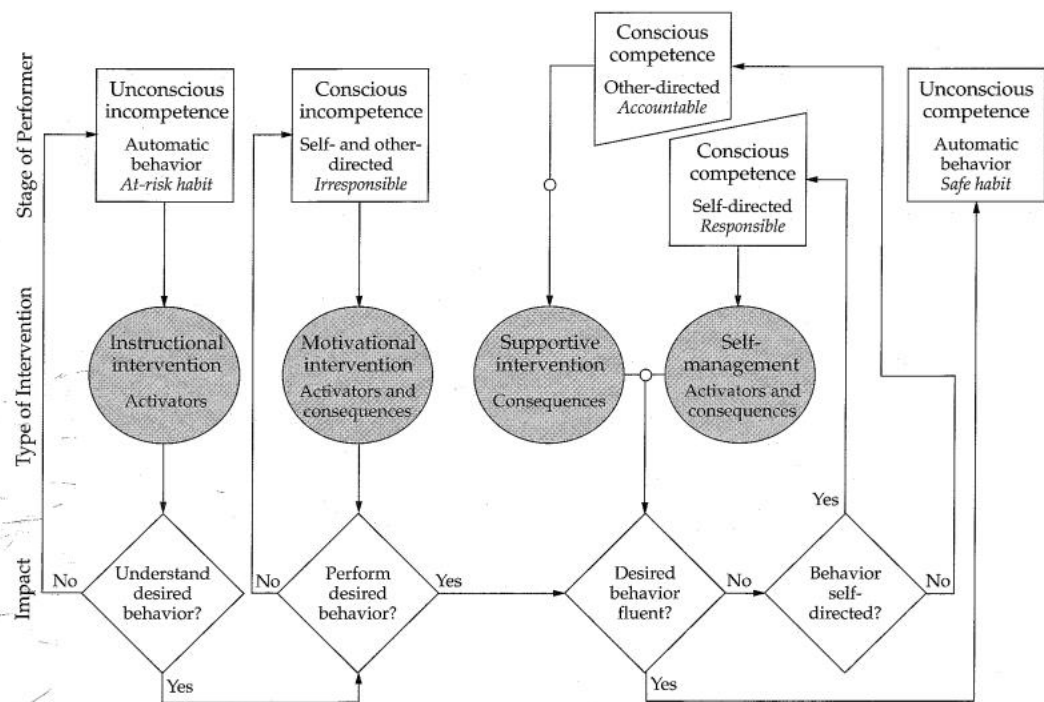 Stage of Performer
Unconscious
incompetence
Automatic
behavior
At-risk habit
Conscious
incompetence
Self- and other-
directed
Irresponsible
Conscious
competence
Other-directed
Accountable
Conscious
competence
Self-directed
Responsible
Unconscious
competence
Automatic
behavior
Safe habit
Type of Intervention
Instructional
intervention
Activators
Motivational
intervention
Activators and
consequences
Supportive
intervention
Consequences
Self-
management
Activators and
consequences
Impact
No
Understand
desired
behavior?
Yes
No
Perform
desired
behavior?
Yes
Desired
behavior
fluent?
No
Yes
Behavior
self-
directed?
Yes
No